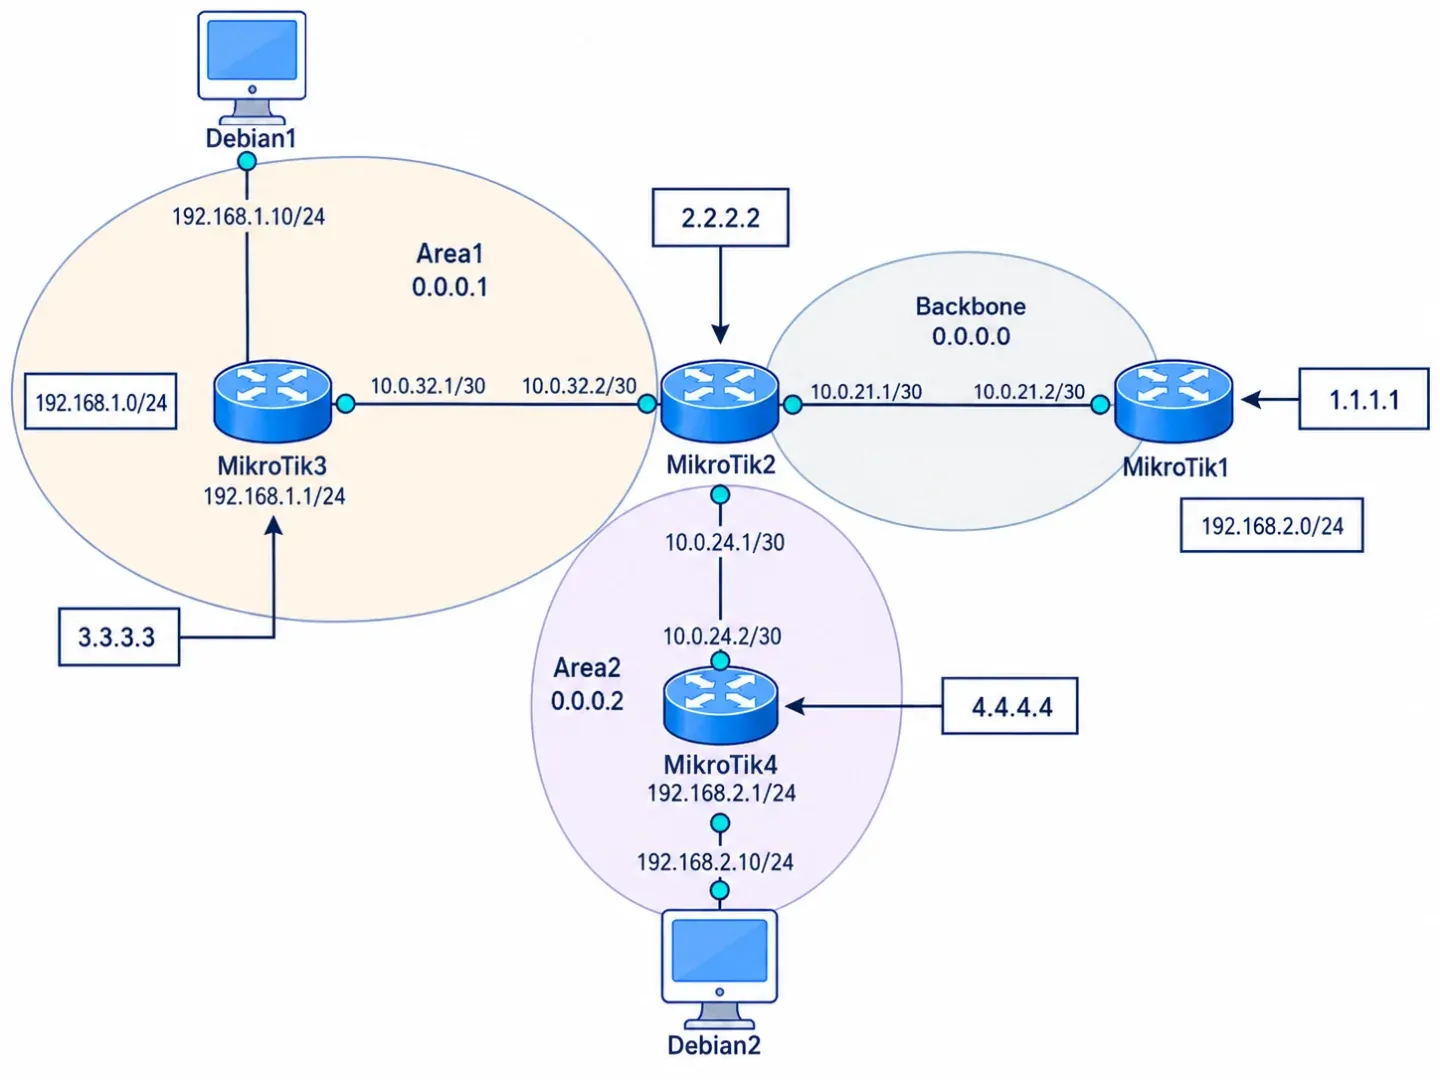 Debian1
192.168.1.10/24
Area1
0.0.0.1
2.2.2.2
Backbone
0.0.0.0
192.168.1.0/24
10.0.32.1/30
10.0.32.2/30
10.0.21.1/30
10.0.21.2/30
1.1.1.1
MikroTik3
192.168.1.1/24
MikroTik2
MikroTik1
192.168.2.0/24
10.0.24.1/30
3.3.3.3
10.0.24.2/30
Area2
0.0.0.2
4.4.4.4
MikroTik4
192.168.2.1/24
192.168.2.10/24
Debian2